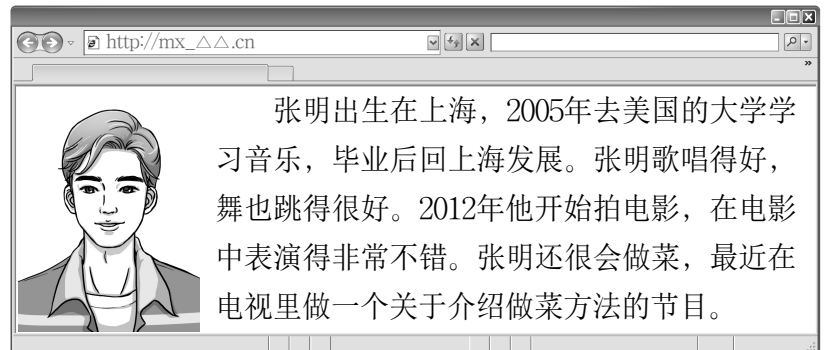 http://mx_△△.cn
张明出生在上海，2005年去美国的大学学
习音乐，毕业后回上海发展。张明歌唱得好，
舞也跳得很好。2012年他开始拍电影，在电影
中表演得非常不错。张明还很会做菜，最近在
电视里做一个关于介绍做菜方法的节目。